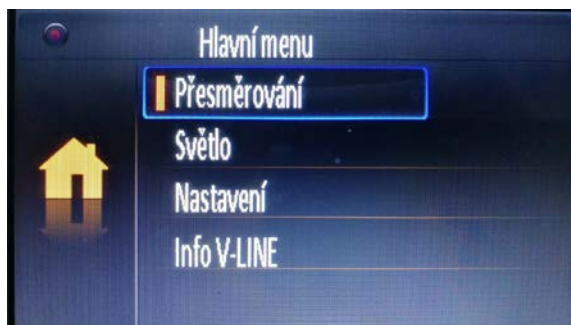 Hlavní menu
Přesměrování
Světlo
Nastavení
Info V-LINE